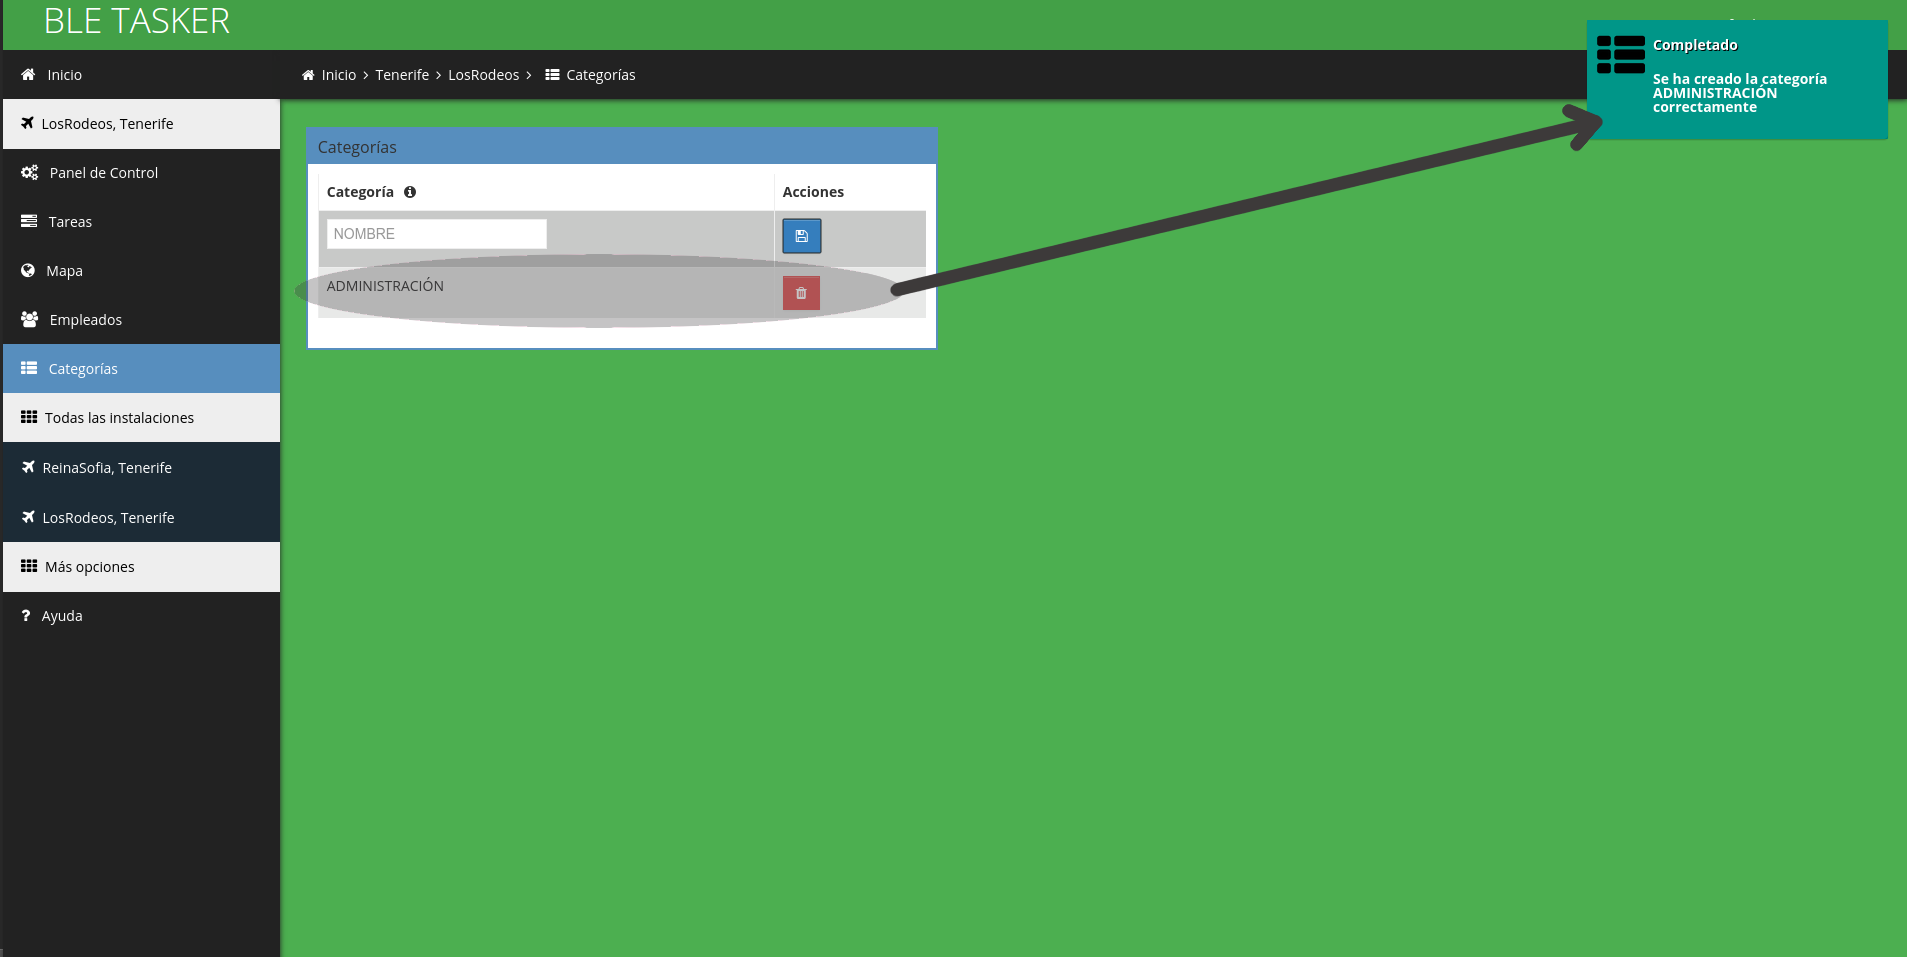 BLE TASKER
Completado
Se ha creado la categoría
ADMINISTRACIÓN
correctamente
Inicio
LosRodeos, Tenerife
Panel de Control
Tareas
Mapa
Empleados
Categorías
Todas las instalaciones
ReinaSofia, Tenerife
LosRodeos, Tenerife
Más opciones
? Ayuda
Inicio > Tenerife > LosRodeos > Categorías
Categorías
Categoría Acciones
NOMBRE
ADMINISTRACIÓN